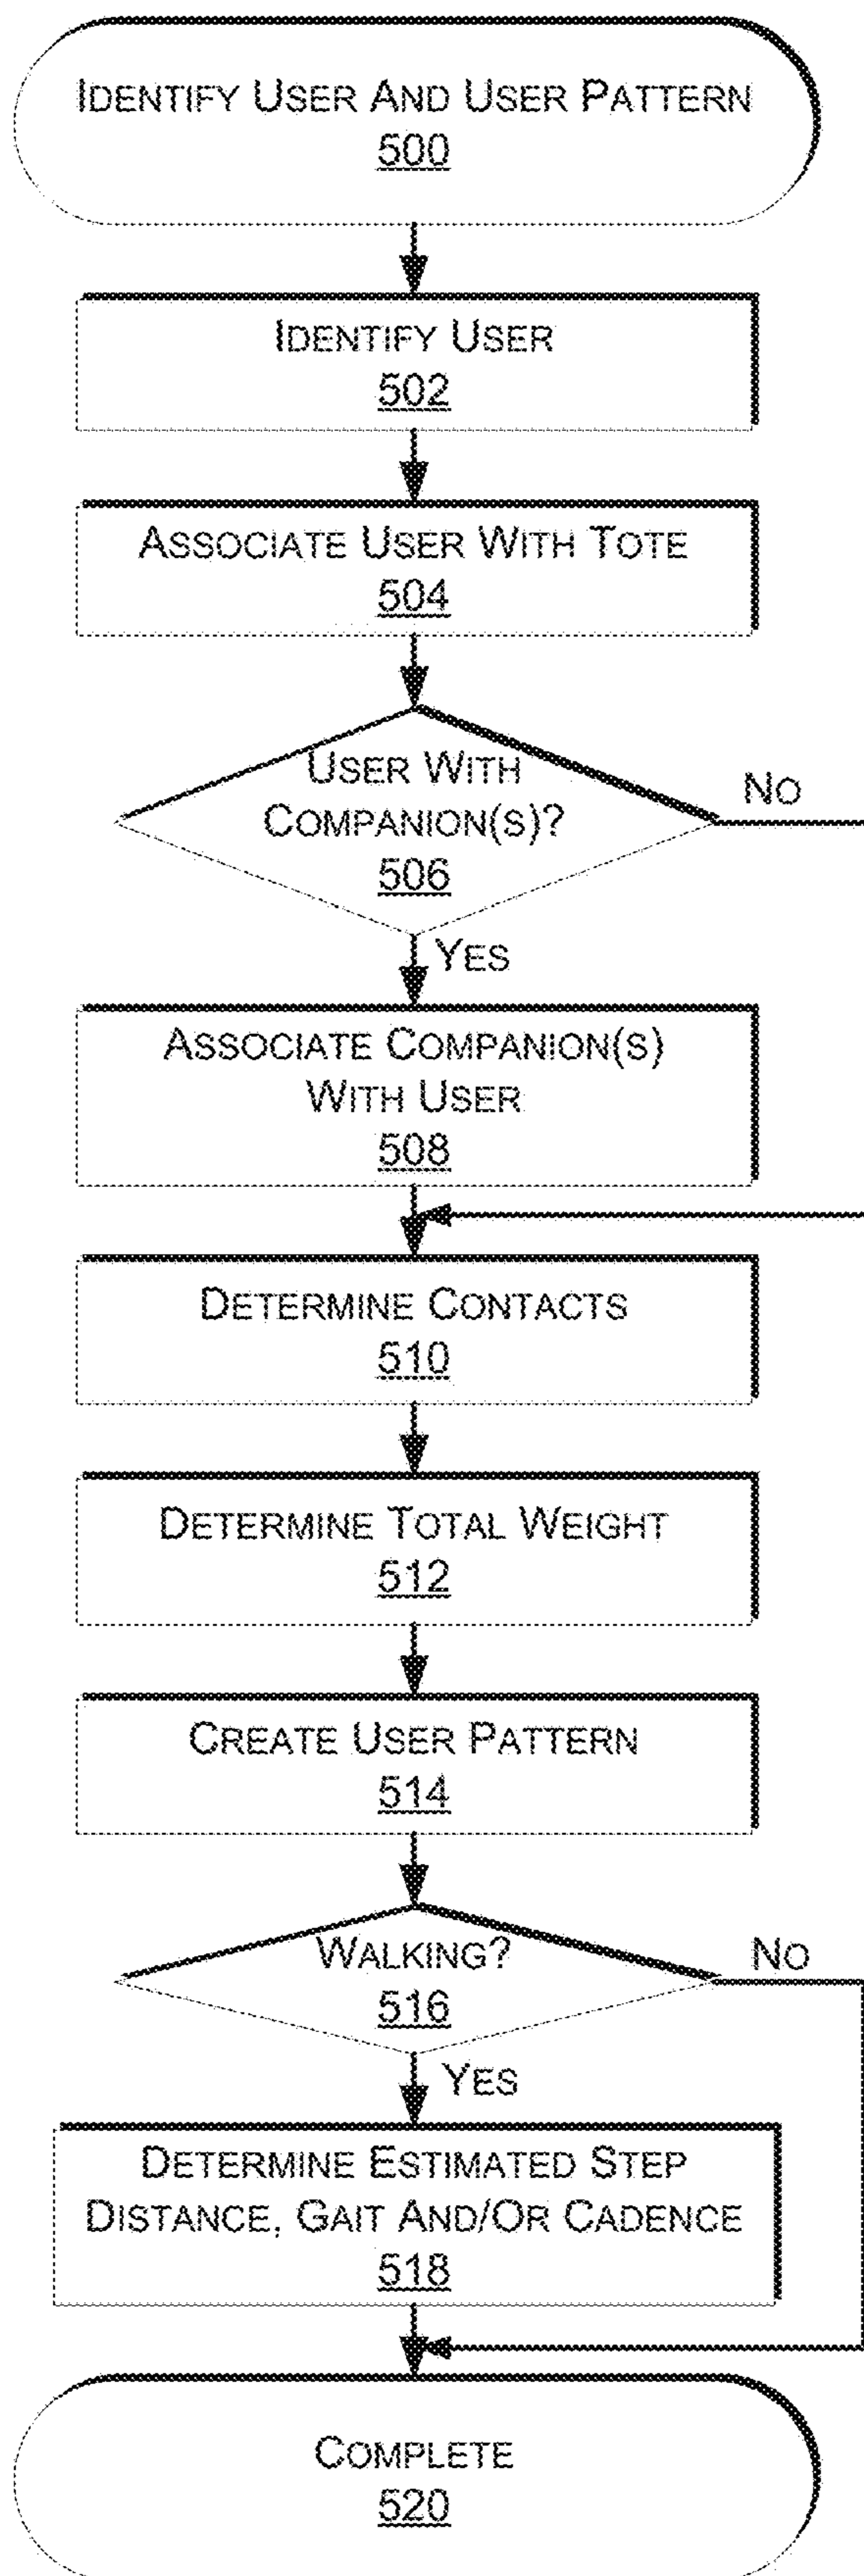 IDENTIFY USER AND USER PATTERN
500
IDENTIFY USER
502
ASSOCIATE USER WITH TOTE
504
USER WITH
COMPANION(S)?
506
NO
YES
ASSOCIATE COMPANION(S)
WITH USER
508
DETERMINE CONTACTS
510
DETERMINE TOTAL WEIGHT
512
CREATE USER PATTERN
514
WALKING?
516
NO
YES
DETERMINE ESTIMATED STEP
DISTANCE, GAIT AND/OR CADENCE
518
COMPLETE
520